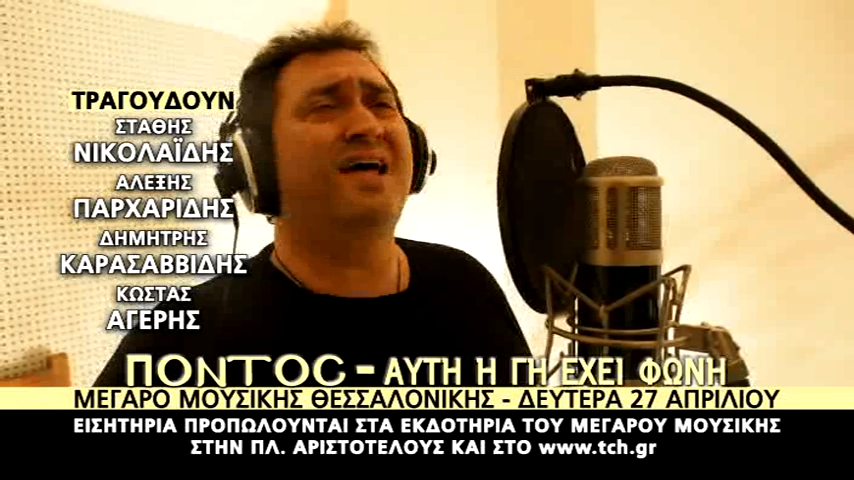 ΤΡΑΓΟΥΔΟΥΝ
ΣΤΑΘΗΣ
ΝΙΚΟΛΑΪΔΗΣ
ΑΛΕΞΗΣ
ΠΑΡΧΑΡΙΔΗΣ
ΔΗΜΗΤΡΗΣ
ΚΑΡΑΣΑΒΒΙΔΗΣ
ΚΩΣΤΑΣ
ΑΓΕΡΗΣ
ΠΟΝΤΟC - ΑΥΤΗ Η ΓΗ ΕΧΕΙ ΦΩΝΗ
ΜΕΓΑΡΟ ΜΟΥΣΙΚΗΣ ΘΕΣΣΑΛΟΝΙΚΗΣ - ΔΕΥΤΕΡΑ 27 ΑΠΡΙΛΙΟΥ
ΕΙΣΗΤΗΡΙΑ ΠΡΟΠΩΛΟΥΝΤΑΙ ΣΤΑ ΕΚΔΟΤΗΡΙΑ ΤΟΥ ΜΕΓΑΡΟΥ ΜΟΥΣΙΚΗΣ
ΣΤΗΝ ΠΛ. ΑΡΙΣΤΟΤΕΛΟΥΣ ΚΑΙ ΣΤΟ www.tch.gr